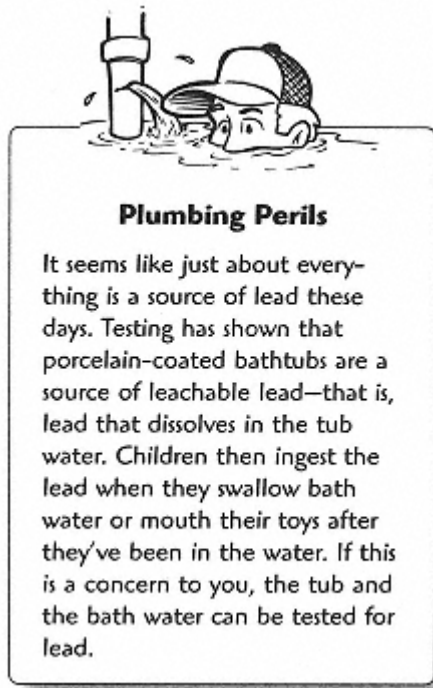 Plumbing Perils
It seems like just about every-
thing is a source of lead these
days. Testing has shown that
porcelain-coated bathtubs are a
source of leachable lead—that is,
lead that dissolves in the tub
water. Children then ingest the
lead when they swallow bath
water or mouth their toys after
they've been in the water. If this
is a concern to you, the tub and
the bath water can be tested for
lead.